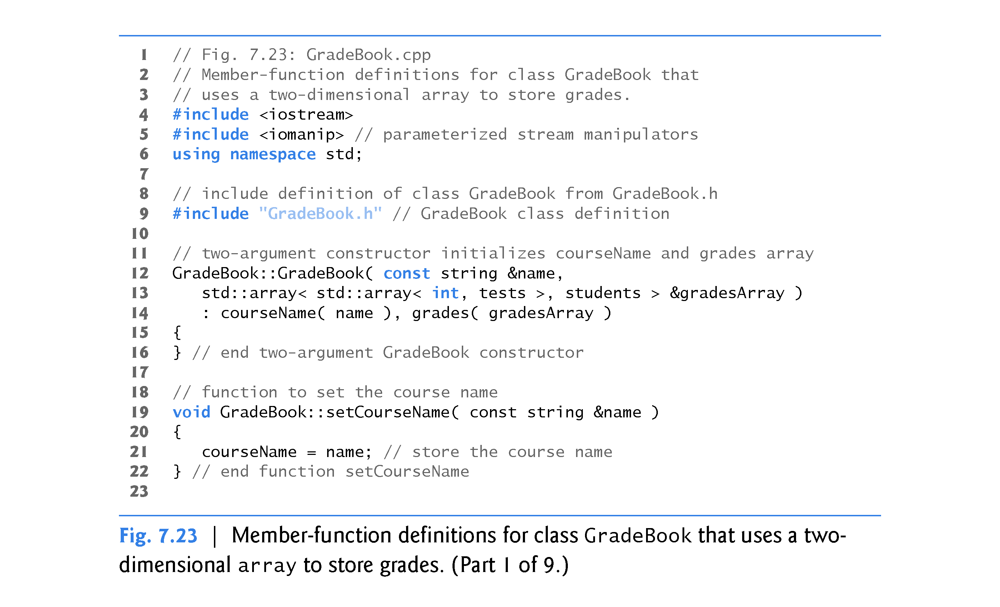 1 // Fig. 7.23: GradeBook.cpp
2 // Member-function definitions for class GradeBook that
3 // uses a two-dimensional array to store grades.
4 #include <iostream>
5 #include <iomanip> // parameterized stream manipulators
6 using namespace std;
7
8 // include definition of class GradeBook from GradeBook.h
9 #include "GradeBook.h" // GradeBook class definition
10
11 // two-argument constructor initializes courseName and grades array
12 GradeBook::GradeBook( const string &name,
13 std::array< std::array< int, tests >, students > &gradesArray )
14 : courseName( name ), grades( gradesArray )
15 {
16 } // end two-argument GradeBook constructor
17
18 // function to set the course name
19 void GradeBook::setCourseName( const string &name )
20 {
21 courseName = name; // store the course name
22 } // end function setCourseName
23
Fig. 7.23 | Member-function definitions for class GradeBook that uses a two-
dimensional array to store grades. (Part 1 of 9.)